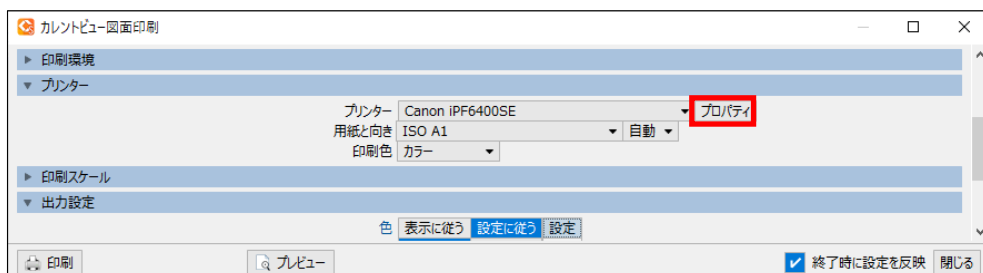 カレントビュー図面印刷
印刷環境
プリンター
プリンター Canon iPF6400SE プロパティ
用紙と向き ISO A1 自動
印刷色 カラー
印刷スケール
出力設定
色 表示に従う 設定に従う 設定
印刷 プレビュー 終了時に設定を反映 閉じる